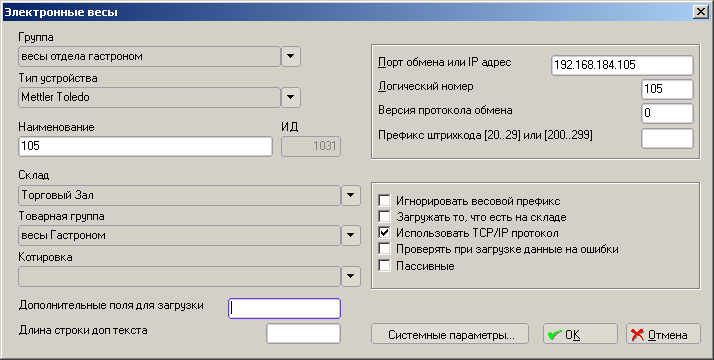 Электронные весы
Группа
весы отдела гастроном
Тип устройства
Mettler Toledo
Наименование ИД
105 1031
Склад
Торговый Зал
Товарная группа
весы Гастроном
Котировка
Дополнительные поля для загрузки
Длина строки доп текста
Порт обмена или IP адрес 192.168.184.105
Логический номер 105
Версия протокола обмена 0
Префикс штрихкода [20..29] или [200..299]
Игнорировать весовой префикс
Загружать то, что есть на складе
Использовать TCP/IP протокол
Проверять при загрузке данные на ошибки
Пассивные
Системные параметры... OK Отмена